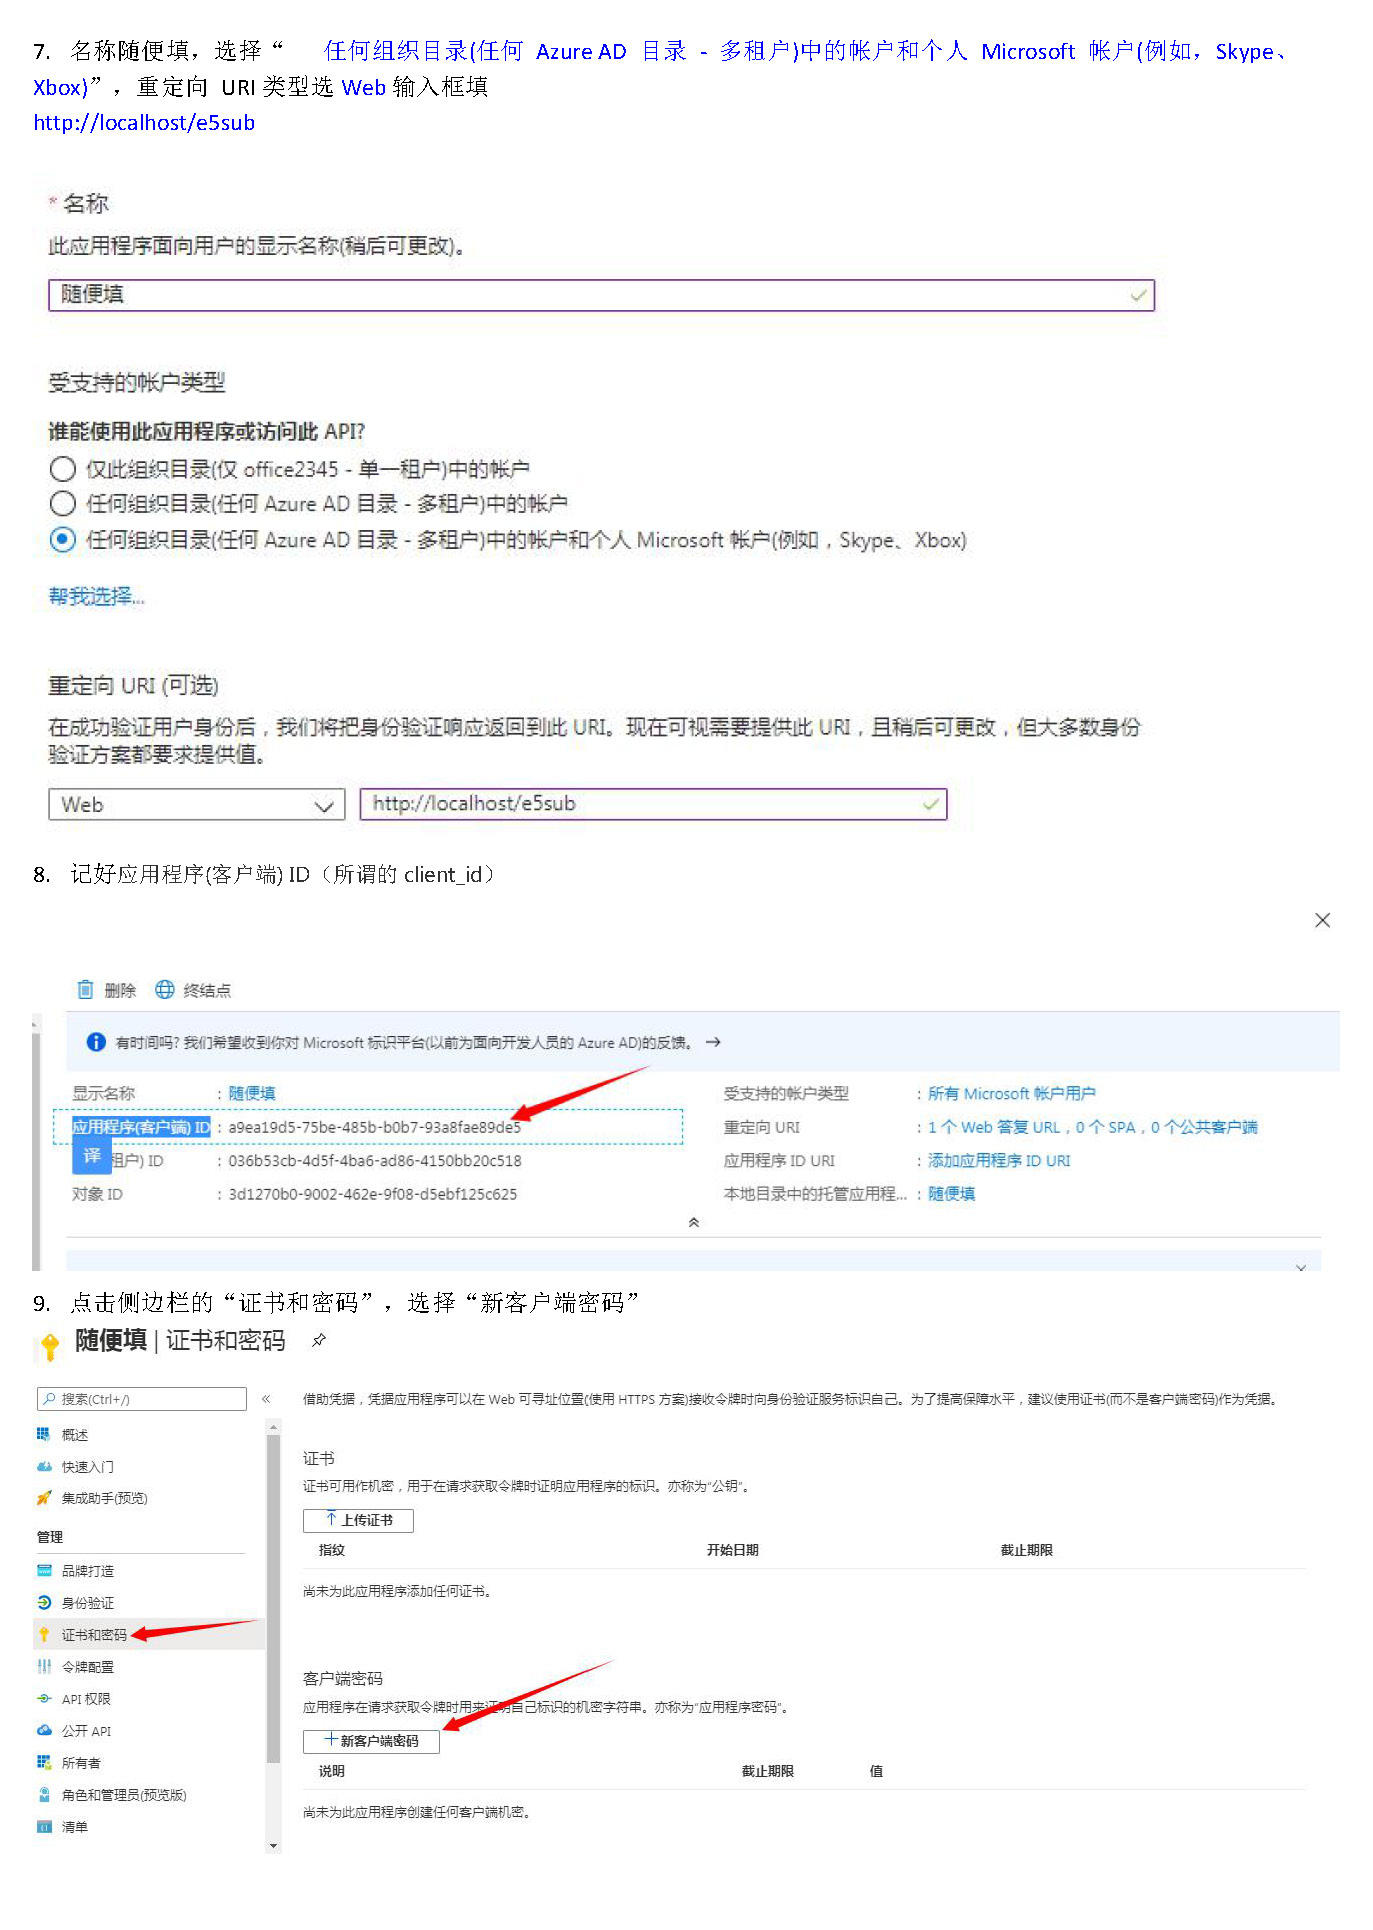 7. 名称随便填，选择“ 任何组织目录(任何 Azure AD 目录 - 多租户)中的帐户和个人 Microsoft 帐户(例如，Skype、
Xbox)”，重定向 URI 类型选 Web 输入框填
http://localhost/e5sub
* 名称
此应用程序面向用户的显示名称(稍后可更改)。
随便填
受支持的帐户类型
谁能使用此应用程序或访问此 API?
仅此组织目录(仅 office2345 - 单一租户)中的帐户
任何组织目录(任何 Azure AD 目录 - 多租户)中的帐户
任何组织目录(任何 Azure AD 目录 - 多租户)中的帐户和个人 Microsoft 帐户(例如，Skype、Xbox)
帮我选择...
重定向 URI (可选)
在成功验证用户身份后，我们将把身份验证响应返回到此 URI。现在可视需要提供此 URI，且稍后可更改，但大多数身份
验证方案都要求提供值。
Web http://localhost/e5sub
8. 记好应用程序(客户端) ID（所谓的 client_id）
删除 终结点
有时间吗? 我们希望收到你对 Microsoft 标识平台(以前为面向开发人员的 Azure AD)的反馈。 →
显示名称 : 随便填 受支持的帐户类型 : 所有 Microsoft 帐户用户
应用程序(客户端) ID : a9ea19d5-75be-485b-b0b7-93a8fae89de5 重定向 URI : 1 个 Web 答复 URL，0 个 SPA，0 个公共客户端
译 租户) ID : 036b53cb-4d5f-4ba6-ad86-4150bb20c518 应用程序 ID URI : 添加应用程序 ID URI
对象 ID : 3d1270b0-9002-462e-9f08-d5ebf125c625 本地目录中的托管应用程... : 随便填
9. 点击侧边栏的“证书和密码”，选择“新客户端密码”
随便填 | 证书和密码
搜索(Ctrl+/) « 借助凭据，凭据应用程序可以在 Web 可寻址位置(使用 HTTPS 方案)接收令牌时向身份验证服务标识自己。为了提高保障水平，建议使用证书(而不是客户端密码)作为凭据。
概述
快速入门
集成助手(预览)
管理
品牌打造
身份验证
证书和密码
令牌配置
API 权限
公开 API
所有者
角色和管理员(预览版)
清单
证书
证书可用作机密，用于在请求获取令牌时证明应用程序的标识。亦称为“公钥”。
上传证书
指纹 开始日期 截止期限
尚未为此应用程序添加任何证书。
客户端密码
应用程序在请求获取令牌时用来证明自己标识的机密字符串。亦称为“应用程序密码”。
新客户端密码
说明 截止期限 值
尚未为此应用程序创建任何客户端机密。